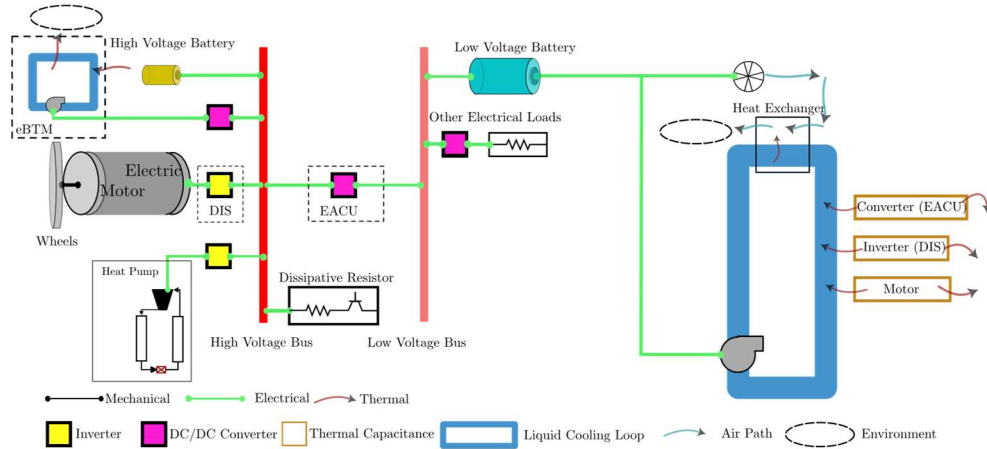 High Voltage Battery
Low Voltage Battery
Heat Exchanger
eBTM
Other Electrical Loads
Electric
Motor
DIS
EACU
Converter (EACU)
Wheels
Inverter (DIS)
Heat Pump
Dissipative Resistor
Motor
High Voltage Bus
Low Voltage Bus
Mechanical
Electrical
Thermal
Inverter
DC/DC Converter
Thermal Capacitance
Liquid Cooling Loop
Air Path
Environment